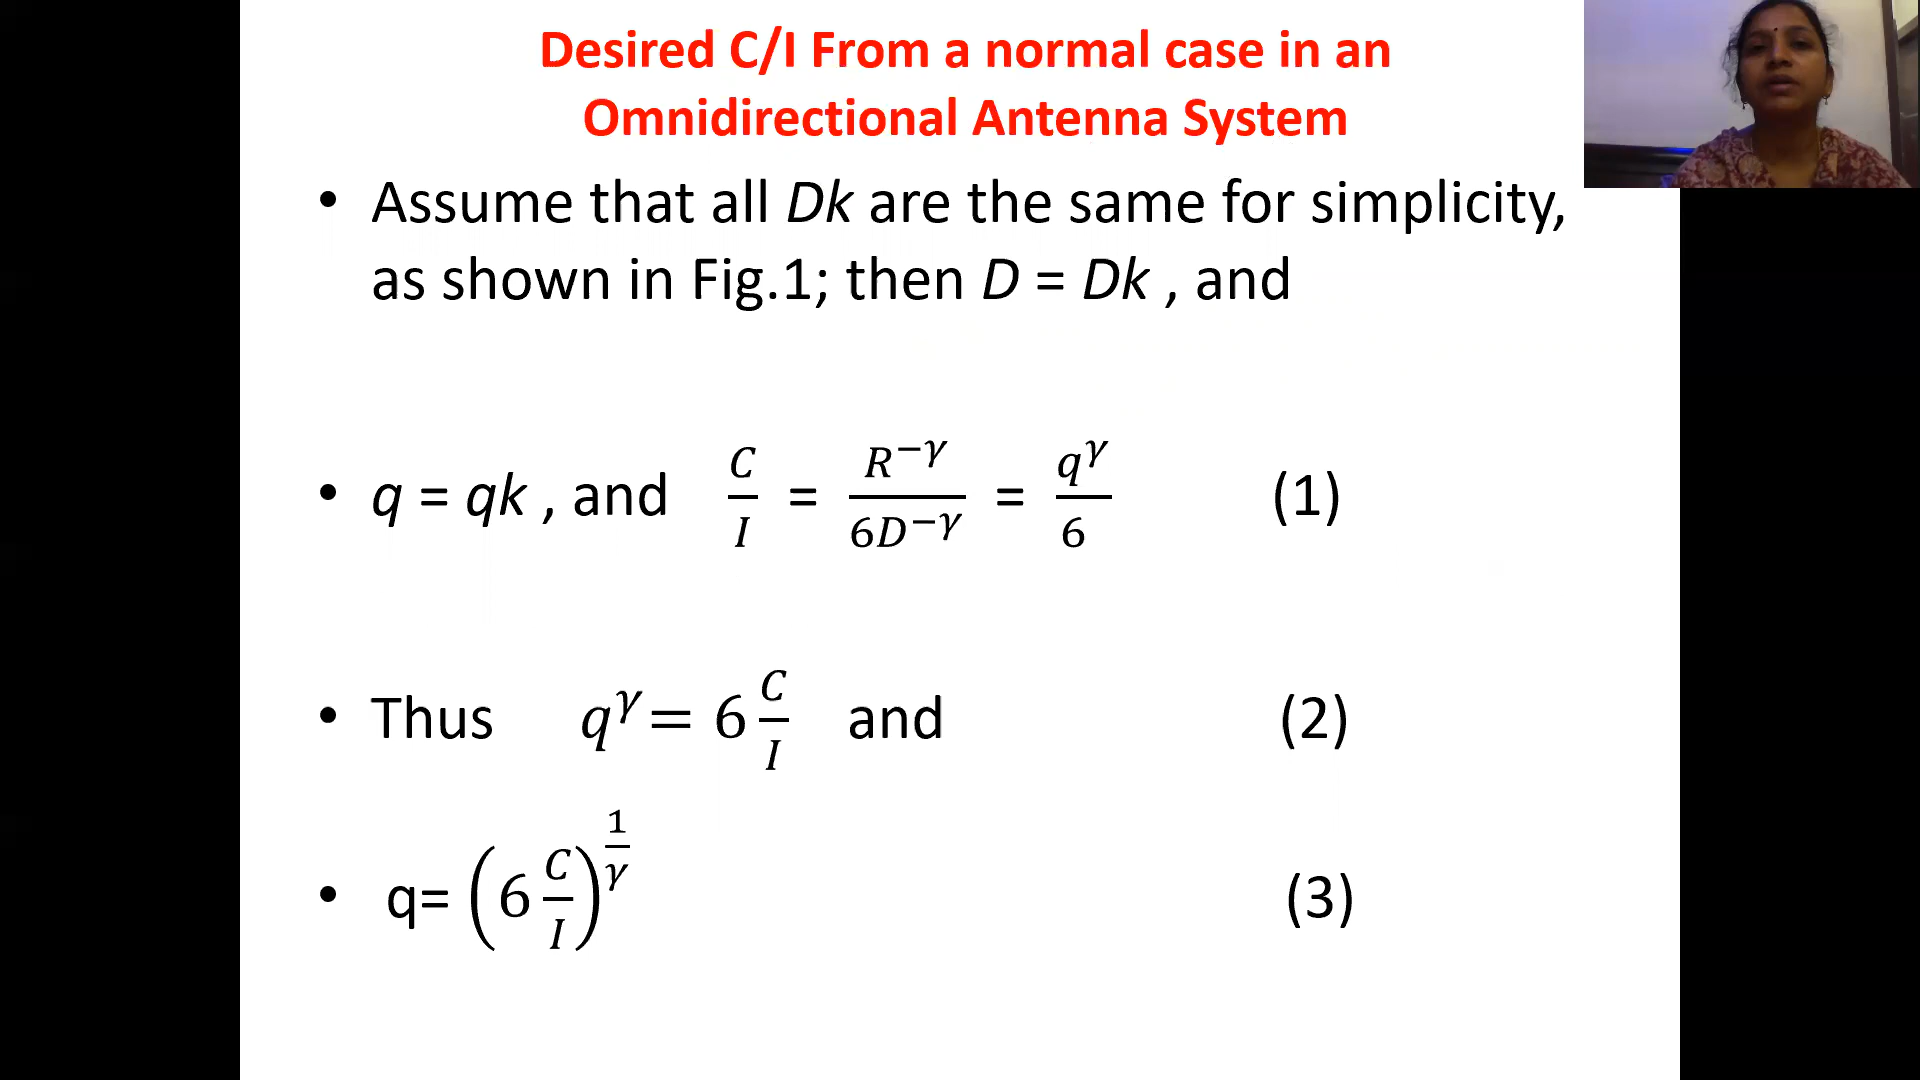 Desired C/I From a normal case in an
Omnidirectional Antenna System
• Assume that all Dk are the same for simplicity,
as shown in Fig.1; then D = Dk , and
• q = qk , and C/I = R^−γ/6D^−γ = q^γ/6 (1)
• Thus q^γ = 6 C/I and (2)
• q= (6 C/I)^1/γ (3)